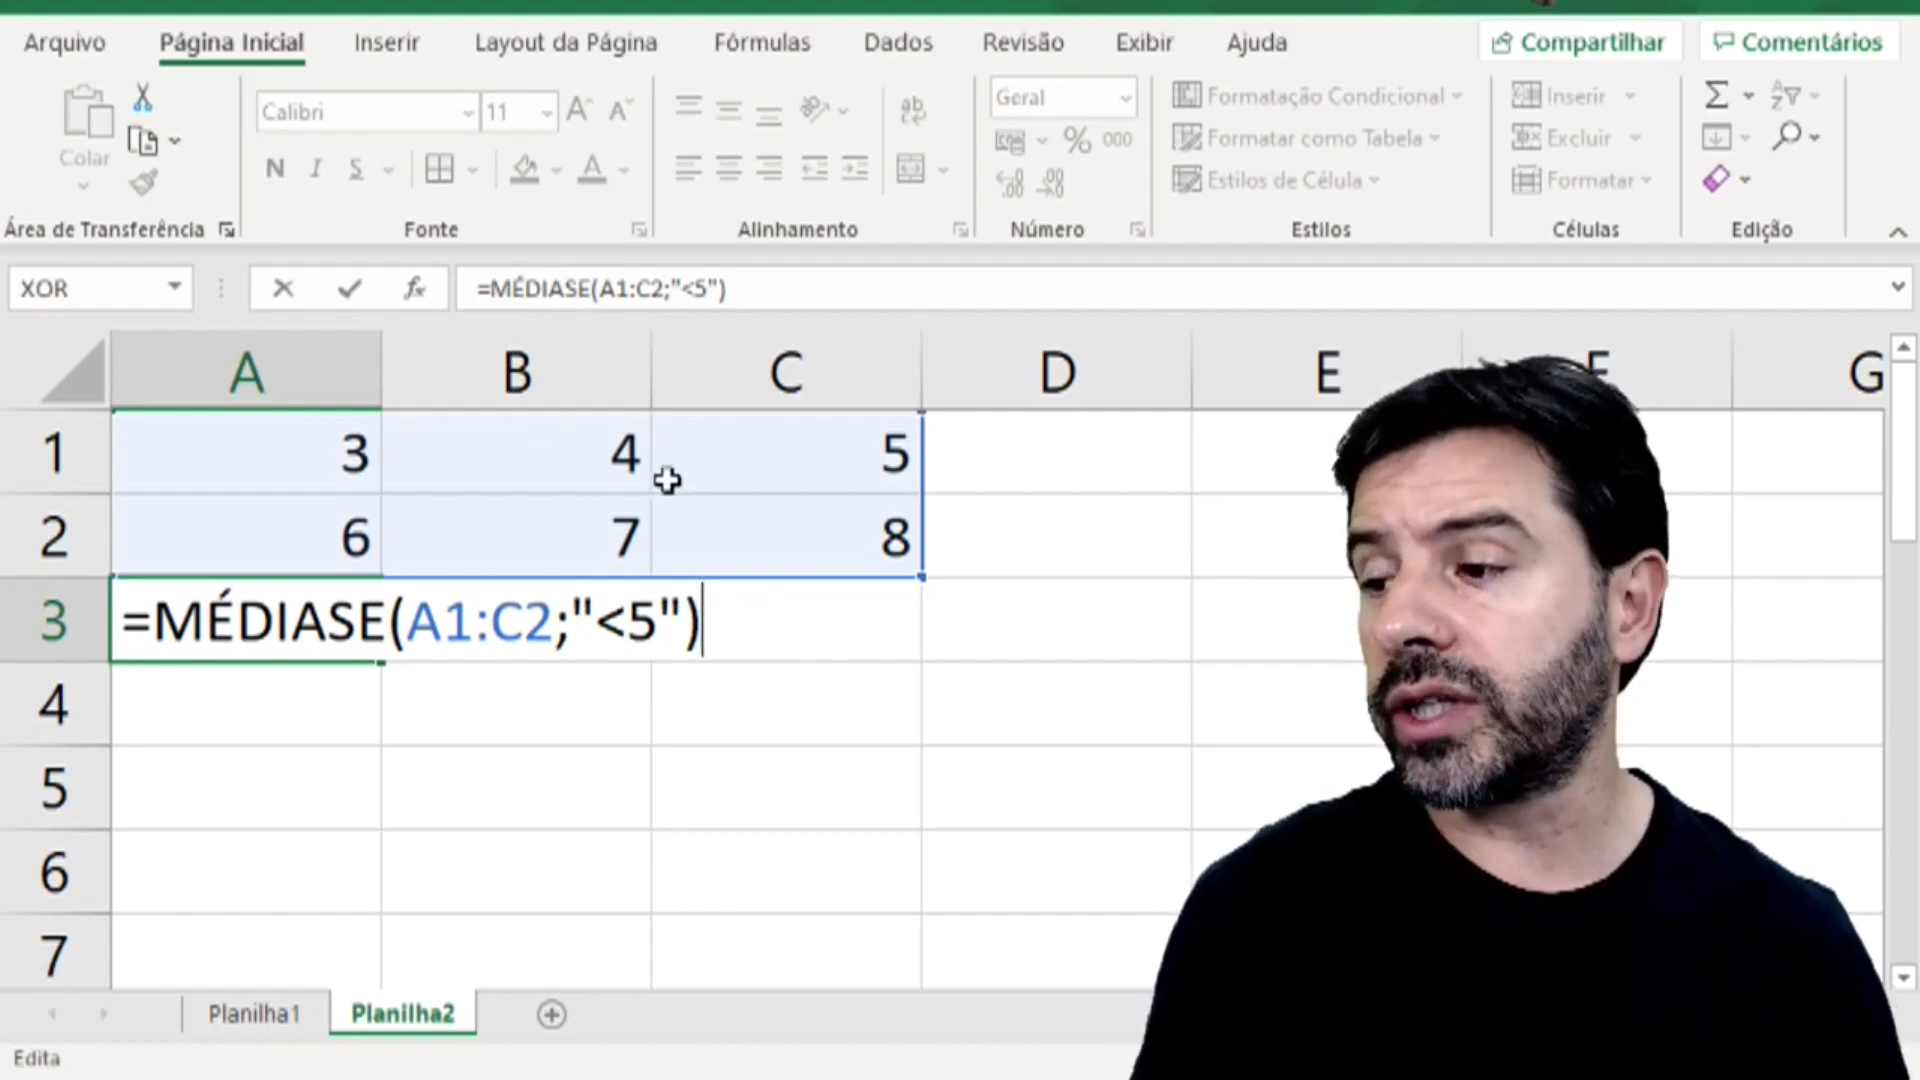 Arquivo Página Inicial Inserir Layout da Página Fórmulas Dados Revisão Exibir Ajuda Compartilhar Comentários
Colar
Calibri 11
N I S A
Geral
% 000
Formatação Condicional
Formatar como Tabela
Estilos de Célula
Inserir
Excluir
Formatar
Área de Transferência Fonte Alinhamento Número Estilos Células Edição
XOR fx =MÉDIASE(A1:C2;"<5")
A B C D E F G
1 3 4 5
2 6 7 8
3 =MÉDIASE(A1:C2;"<5")
4
5
6
7
Planilha1 Planilha2
Edita